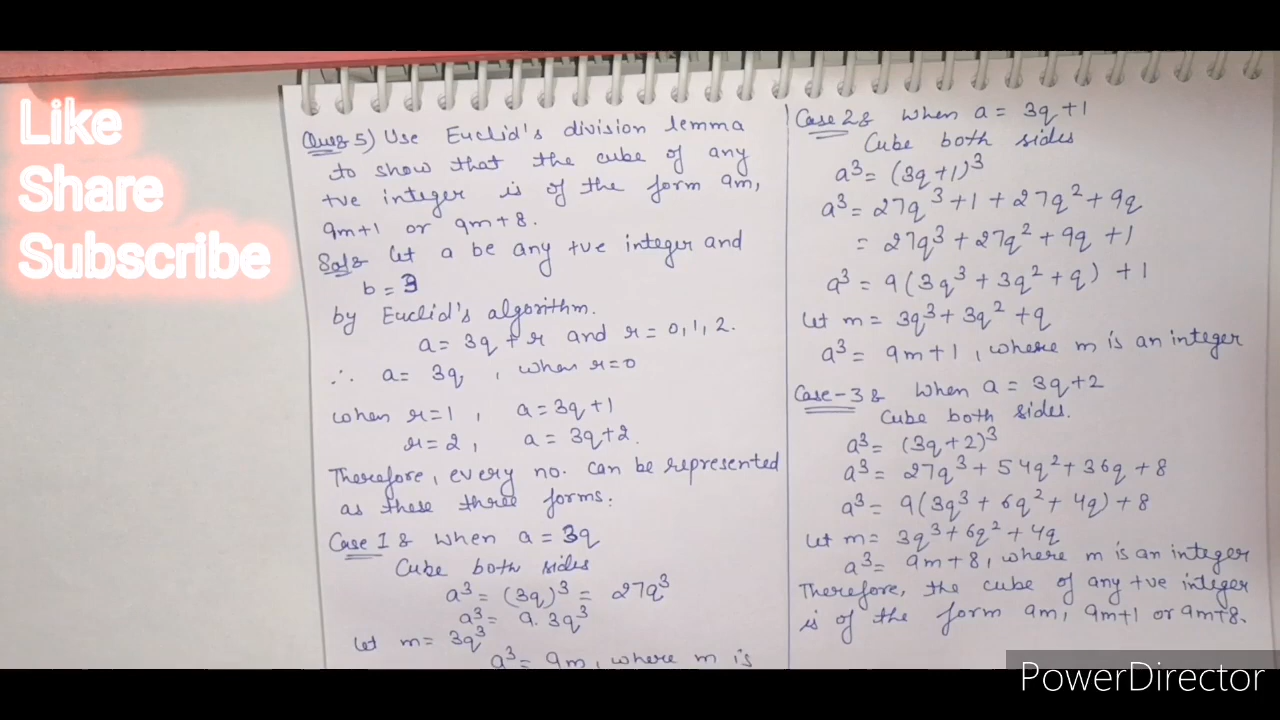 Like
Share
Subscribe
Ques 5) Use Euclid's division lemma
to show that the cube of any
+ve integer is of the form 9m,
9m+1 or 9m+8.
Sol: Let a be any +ve integer and
b = 3
by Euclid's algorithm.
a = 3q + r and r = 0, 1, 2.
∴ a = 3q , when r=0
when r=1 , a = 3q+1
r=2 , a = 3q+2.
Therefore, every no. can be represented
as these three forms.
Case 1: when a = 3q
Cube both sides
a³ = (3q)³ = 27q³
a³ = 9.3q³
let m = 3q³
a³ = 9m, where m is
Case 2: when a = 3q+1
Cube both sides
a³ = (3q+1)³
a³ = 27q³+1+27q²+9q
= 27q³+27q²+9q+1
a³ = 9(3q³+3q²+q)+1
Let m = 3q³+3q²+q
a³ = 9m+1, where m is an integer
Case-3: When a = 3q+2
Cube both sides.
a³ = (3q+2)³
a³ = 27q³+54q²+36q+8
a³ = 9(3q³+6q²+4q)+8
Let m = 3q³+6q²+4q
a³ = 9m+8, where m is an integer
Therefore, the cube of any +ve integer
is of the form 9m, 9m+1 or 9m+8.
PowerDirector